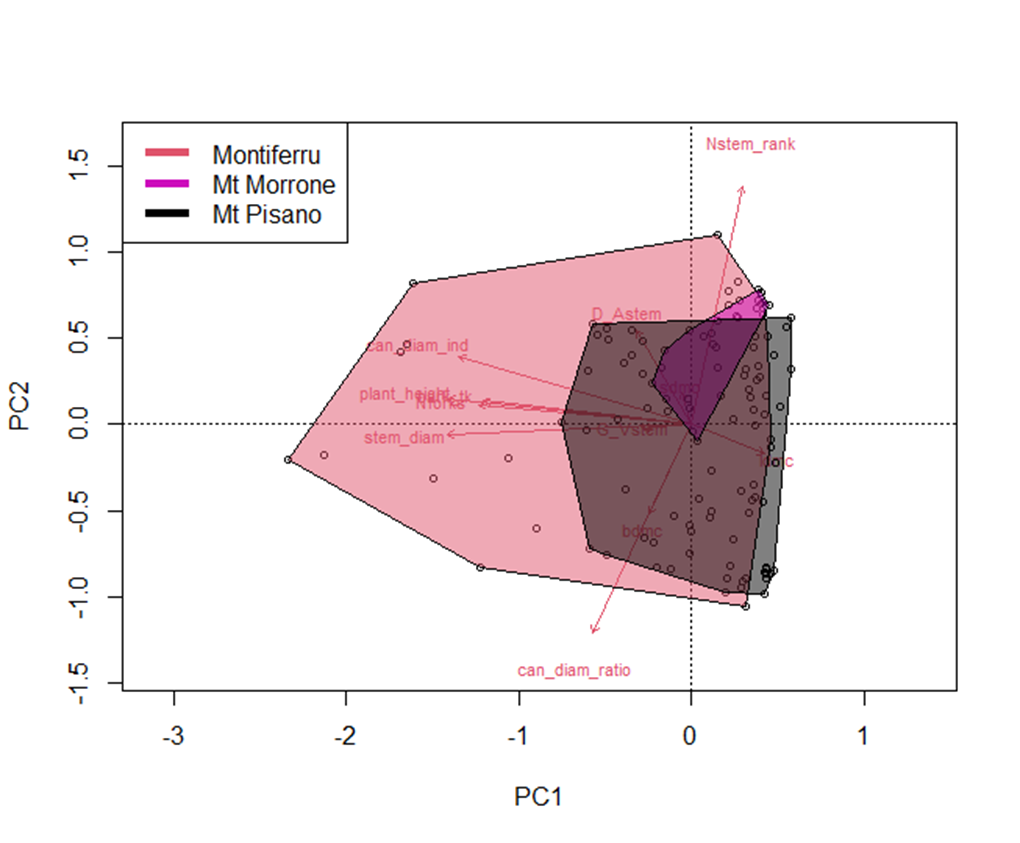 Montiferru
Mt Morrone
Mt Pisano
Nstem_rank
D_Astem
can_diam_ind
plant_height
Nforks
stem_diam
S_Vstem
bdmc
can_diam_ratio
1.5
1.0
0.5
0.0
-0.5
-1.0
-1.5
PC2
-3
-2
-1
0
1
PC1